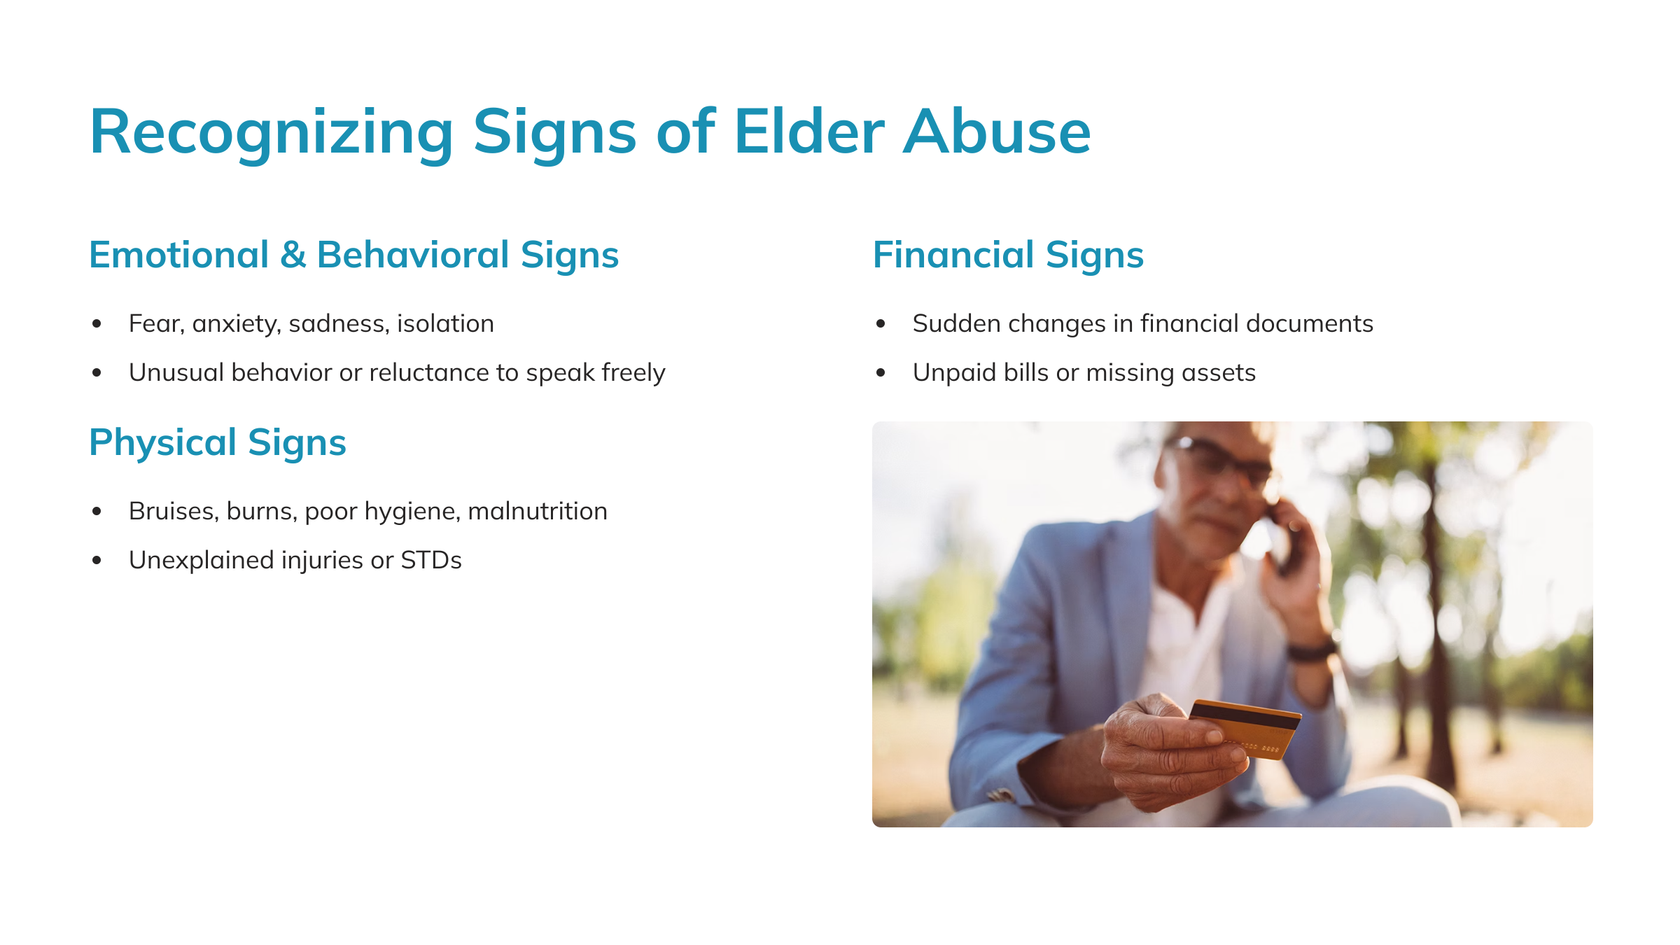 Recognizing Signs of Elder Abuse
Emotional & Behavioral Signs
• Fear, anxiety, sadness, isolation
• Unusual behavior or reluctance to speak freely
Physical Signs
• Bruises, burns, poor hygiene, malnutrition
• Unexplained injuries or STDs
Financial Signs
• Sudden changes in financial documents
• Unpaid bills or missing assets